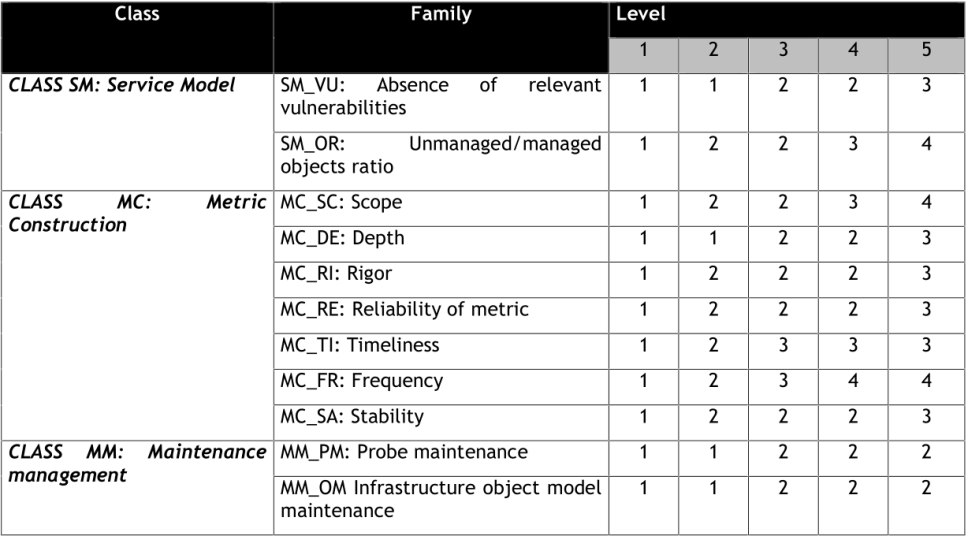 Class Family Level
1 2 3 4 5
CLASS SM: Service Model SM_VU: Absence of relevant 1 1 2 2 3
vulnerabilities
SM_OR: Unmanaged/managed 1 2 2 3 4
objects ratio
CLASS MC: Metric MC_SC: Scope 1 2 2 3 4
Construction
MC_DE: Depth 1 1 2 2 3
MC_RI: Rigor 1 2 2 2 3
MC_RE: Reliability of metric 1 2 2 2 3
MC_TI: Timeliness 1 2 3 3 3
MC_FR: Frequency 1 2 3 4 4
MC_SA: Stability 1 2 2 2 3
CLASS MM: Maintenance MM_PM: Probe maintenance 1 1 2 2 2
management
MM_OM Infrastructure object model 1 1 2 2 2
maintenance